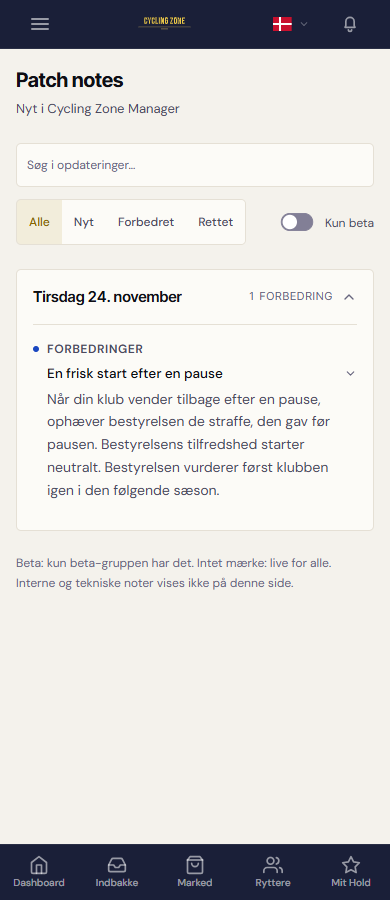 CYCLING ZONE
Patch notes
Nyt i Cycling Zone Manager
Søg i opdateringer...
Alle
Nyt
Forbedret
Rettet
Kun beta
Tirsdag 24. november
1 FORBEDRING
FORBEDRINGER
En frisk start efter en pause
Når din klub vender tilbage efter en pause,
ophæver bestyrelsen de straffe, den gav før
pausen. Bestyrelsens tilfredshed starter
neutralt. Bestyrelsen vurderer først klubben
igen i den følgende sæson.
Beta: kun beta-gruppen har det. Intet mærke: live for alle.
Interne og tekniske noter vises ikke på denne side.
Dashboard
Indbakke
Marked
Ryttere
Mit Hold